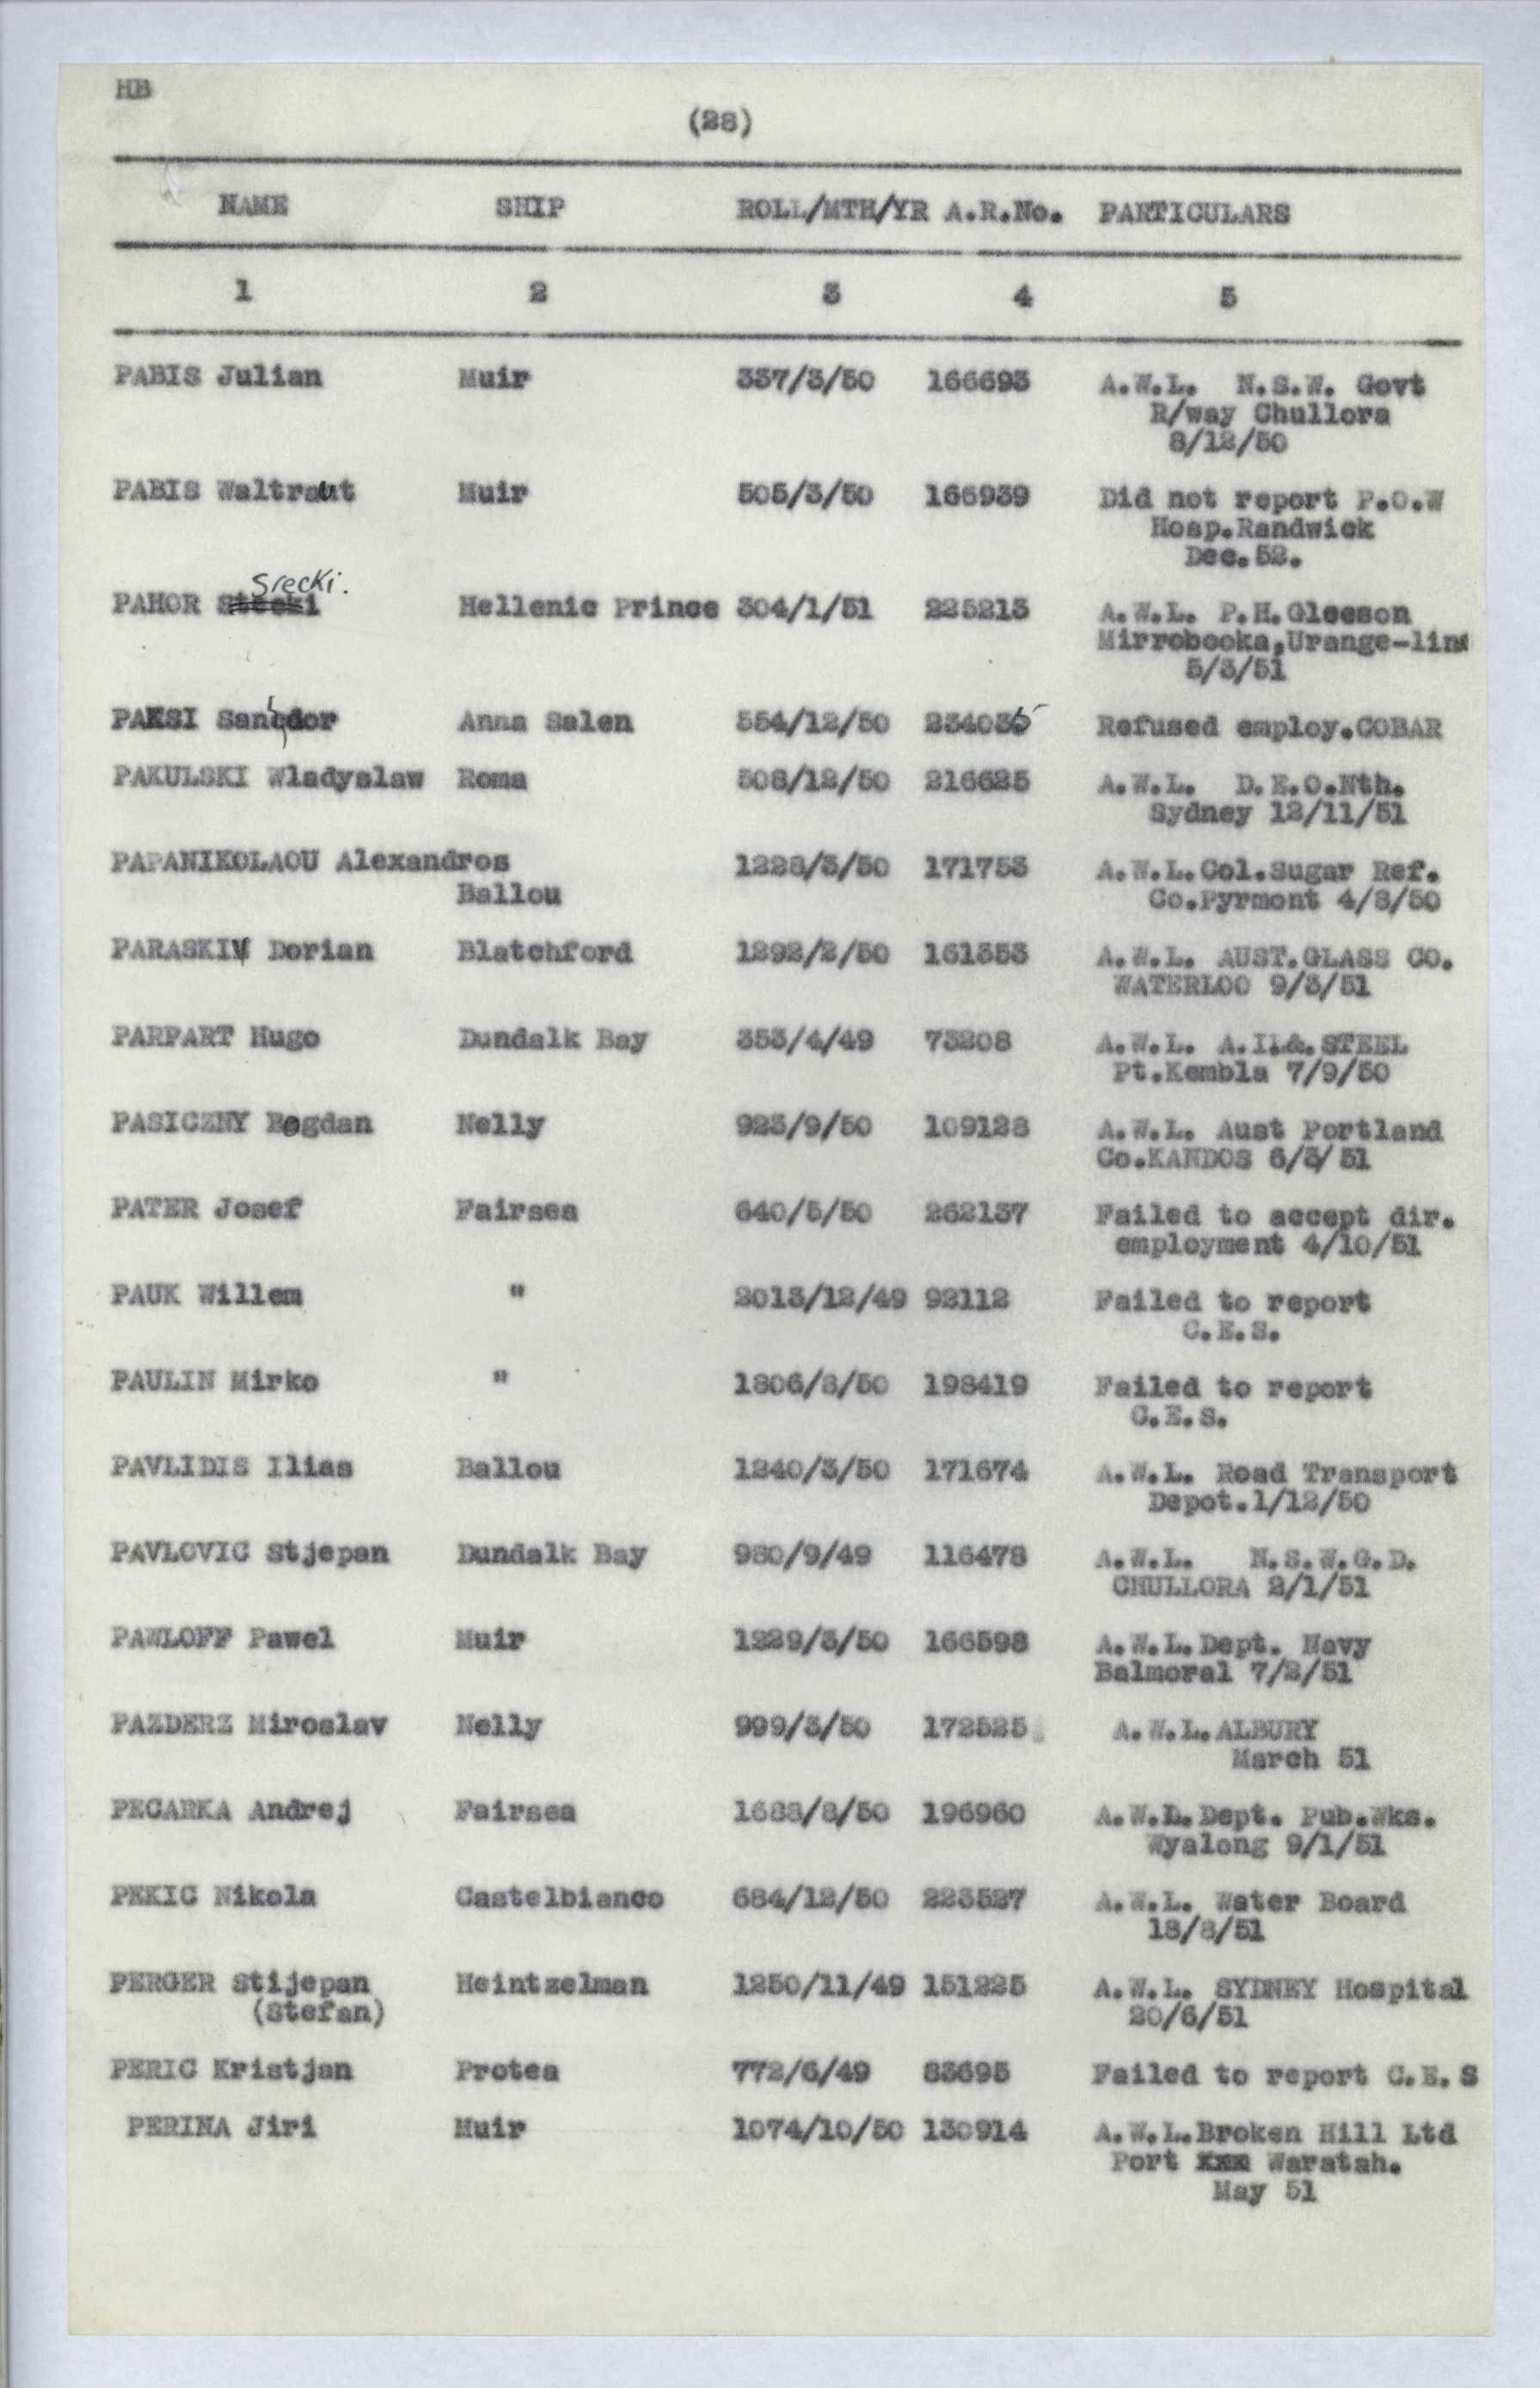 HB
(28)
NAME SHIP ROLL/MTH/YR A.R.No. PARTICULARS
1 2 3 4 5
PABIS Julian Muir 337/3/50 166693 A.W.L. N.S.W. Govt
R/way Chullora
8/12/50
PABIS Waltraut Muir 505/3/50 166939 Did not report P.O.W
Hosp.Randwick
Dec.52.
Srecki.
PAHOR Stecki Hellenic Prince 304/1/51 225213 A.W.L. P.H.Gleeson
Mirrobooka,Urange-line
5/3/51
PAKSI Sandor Anna Salen 554/12/50 234035 Refused employ.COBAR
PAKULSKI Wladyslaw Roma 508/12/50 216625 A.W.L. D.E.O.Nth.
Sydney 12/11/51
PAPANIKOLAOU Alexandros 1228/3/50 171753 A.W.L.Col.Sugar Ref.
Ballou Co.Pyrmont 4/8/50
PARASKIV Dorian Blatchford 1292/2/50 161353 A.W.L. AUST.GLASS CO.
WATERLOO 9/3/51
PARPART Hugo Dundalk Bay 353/4/49 73208 A.W.L. A.I.&.STEEL
Pt.Kembla 7/9/50
PASICZNY Bogdan Nelly 923/9/50 109128 A.W.L. Aust Portland
Co.KANDOS 6/3/51
PATER Josef Fairsea 640/5/50 262137 Failed to accept dir.
employment 4/10/51
PAUK Willem " 2013/12/49 92112 Failed to report
C.E.S.
PAULIN Mirko " 1806/8/50 198419 Failed to report
C.E.S.
PAVLIDIS Ilias Ballou 1240/3/50 171674 A.W.L. Road Transport
Depot.1/12/50
PAVLOVIC Stjepan Dundalk Bay 980/9/49 116478 A.W.L. N.S.W.G.D.
CHULLORA 2/1/51
PAWLOFF Pawel Muir 1229/3/50 166598 A.W.L.Dept. Navy
Balmoral 7/2/51
PAZDERZ Miroslav Nelly 999/3/50 172525 A.W.L.ALBURY
March 51
PECARKA Andrej Fairsea 1688/8/50 196960 A.W.L.Dept. Pub.Wks.
Wyalong 9/1/51
PEKIC Nikola Castelbianco 684/12/50 223527 A.W.L. Water Board
18/8/51
PERGER Stijepan Heintzelman 1250/11/49 151225 A.W.L. SYDNEY Hospital
(Stefan) 20/6/51
PERIC Kristjan Protea 772/6/49 83695 Failed to report C.E.S
PERINA Jiri Muir 1074/10/50 130914 A.W.L.Broken Hill Ltd
Port xxx Waratah.
May 51